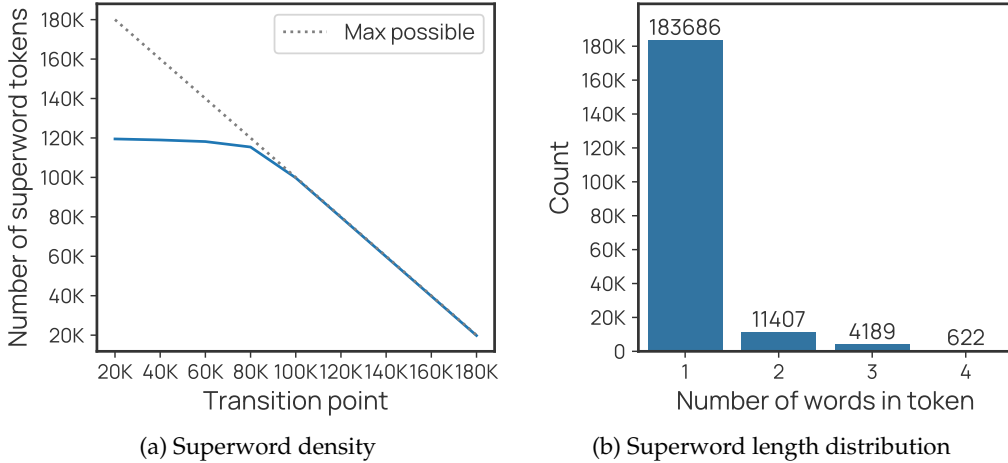 180K
160K
140K
120K
100K
80K
60K
40K
20K
Number of superword tokens
Max possible
20K 40K 60K 80K 100K 120K 140K 160K 180K
Transition point
(a) Superword density
180K
160K
140K
120K
100K
80K
60K
40K
20K
0
Count
183686
11407
4189
622
1 2 3 4
Number of words in token
(b) Superword length distribution